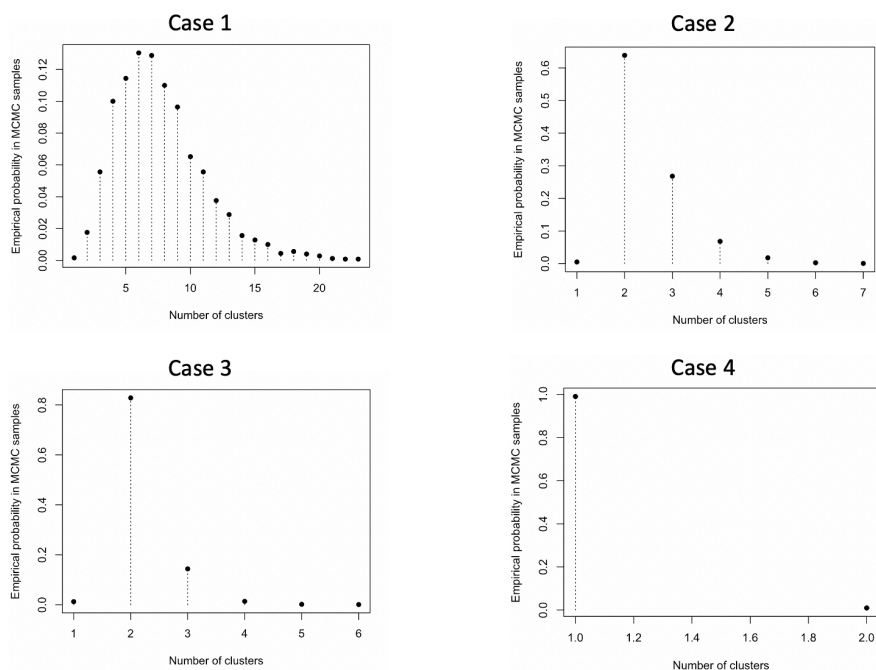 Case 1
Empirical probability in MCMC samples
0.00 0.02 0.04 0.06 0.08 0.10 0.12
5 10 15 20
Number of clusters
Case 2
Empirical probability in MCMC samples
0.0 0.1 0.2 0.3 0.4 0.5 0.6
1 2 3 4 5 6 7
Number of clusters
Case 3
Empirical probability in MCMC samples
0.0 0.2 0.4 0.6 0.8
1 2 3 4 5 6
Number of clusters
Case 4
Empirical probability in MCMC samples
0.0 0.2 0.4 0.6 0.8 1.0
1.0 1.2 1.4 1.6 1.8 2.0
Number of clusters